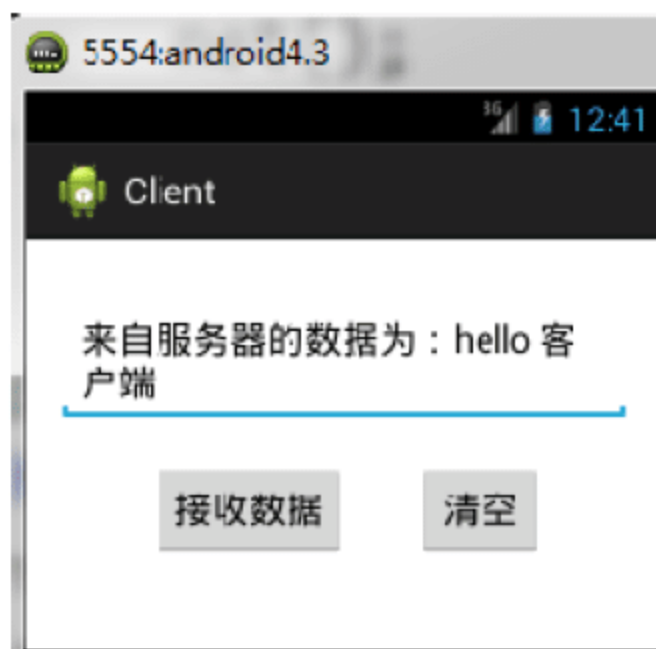 5554:android4.3
3G 12:41
Client
来自服务器的数据为：hello 客
户端
接收数据 清空